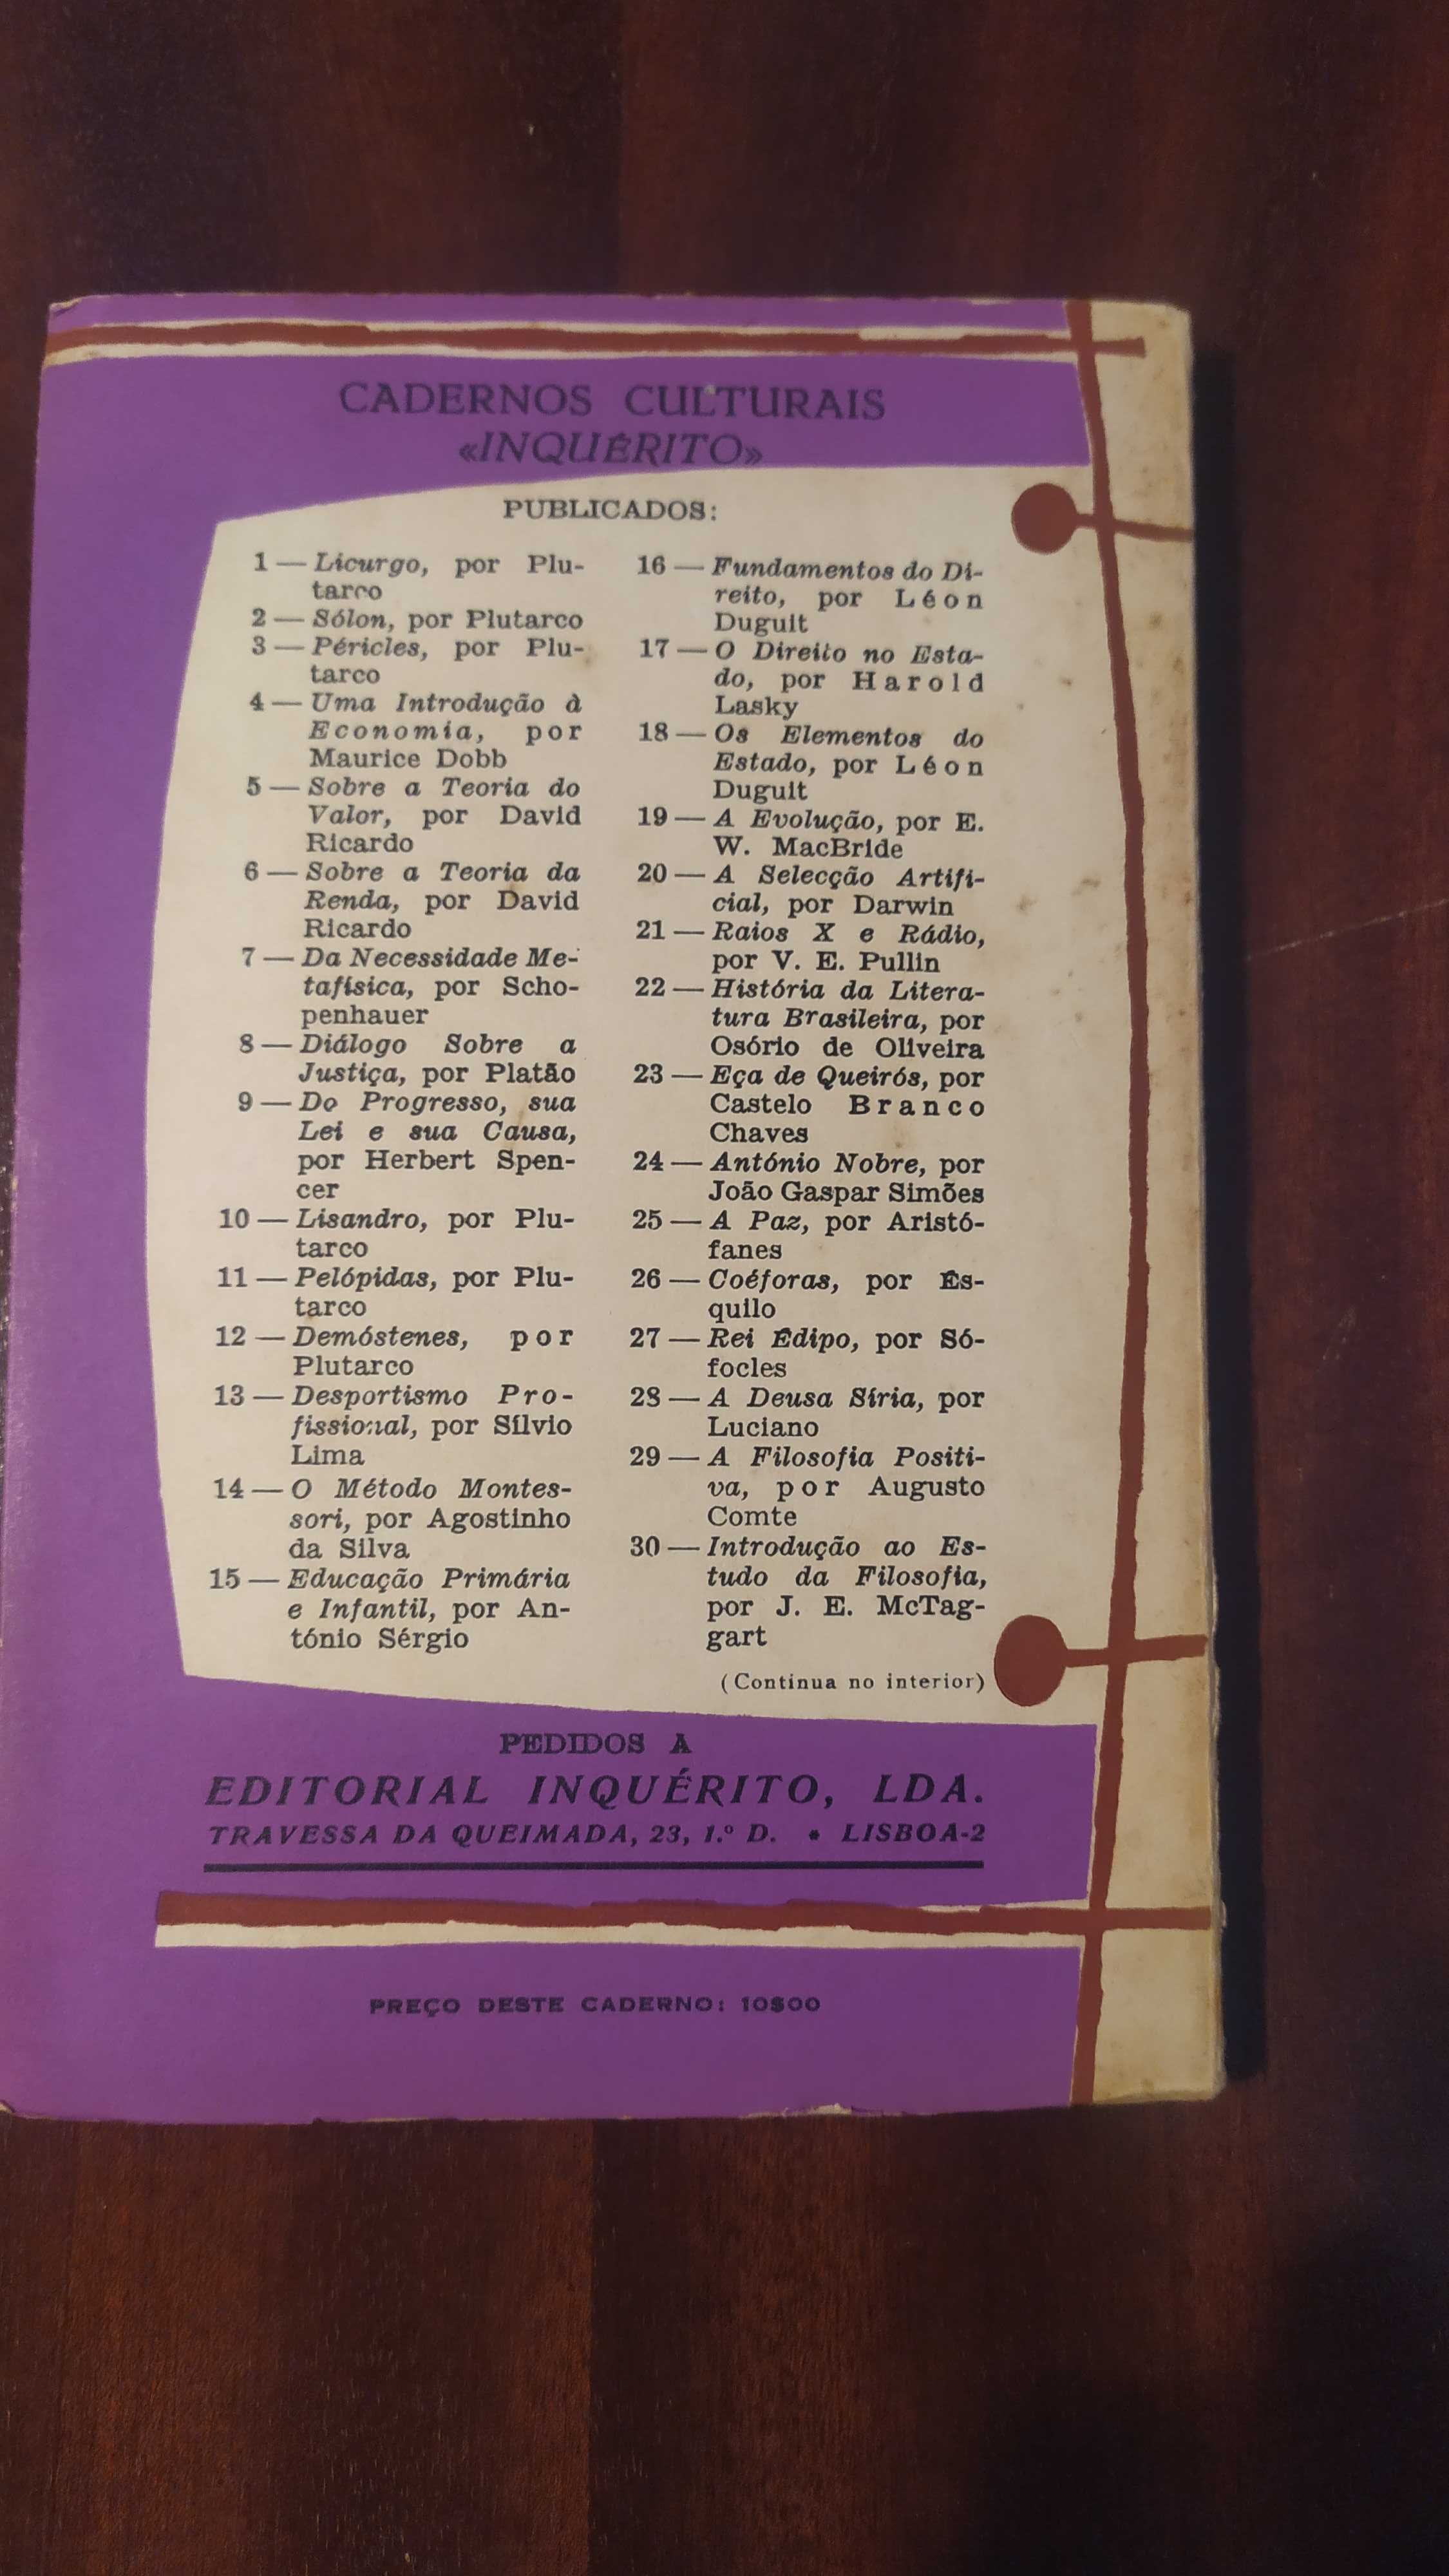 CADERNOS CULTURAIS
«INQUÉRITO»
PUBLICADOS:
1 — Licurgo, por Plu-
tarco
2 — Sólon, por Plutarco
3 — Péricles, por Plu-
tarco
4 — Uma Introdução à
Economia, por
Maurice Dobb
5 — Sobre a Teoria do
Valor, por David
Ricardo
6 — Sobre a Teoria da
Renda, por David
Ricardo
7 — Da Necessidade Me-
tafísica, por Scho-
penhauer
8 — Diálogo Sobre a
Justiça, por Platão
9 — Do Progresso, sua
Lei e sua Causa,
por Herbert Spen-
cer
10 — Lisandro, por Plu-
tarco
11 — Pelópidas, por Plu-
tarco
12 — Demóstenes, por
Plutarco
13 — Desportismo Pro-
fissional, por Sílvio
Lima
14 — O Método Montes-
sori, por Agostinho
da Silva
15 — Educação Primária
e Infantil, por An-
tónio Sérgio
16 — Fundamentos do Di-
reito, por Léon
Duguit
17 — O Direito no Esta-
do, por Harold
Lasky
18 — Os Elementos do
Estado, por Léon
Duguit
19 — A Evolução, por E.
W. MacBride
20 — A Selecção Artifi-
cial, por Darwin
21 — Raios X e Rádio,
por V. E. Pullin
22 — História da Litera-
tura Brasileira, por
Osório de Oliveira
23 — Eça de Queirós, por
Castelo Branco
Chaves
24 — António Nobre, por
João Gaspar Simões
25 — A Paz, por Aristó-
fanes
26 — Coéforas, por És-
quilo
27 — Rei Édipo, por Só-
focles
28 — A Deusa Síria, por
Luciano
29 — A Filosofia Positi-
va, por Augusto
Comte
30 — Introdução ao Es-
tudo da Filosofia,
por J. E. McTag-
gart
(Continua no interior)
PEDIDOS A
EDITORIAL INQUÉRITO, LDA.
TRAVESSA DA QUEIMADA, 23, 1.º D. • LISBOA-2
PREÇO DESTE CADERNO: 10$00